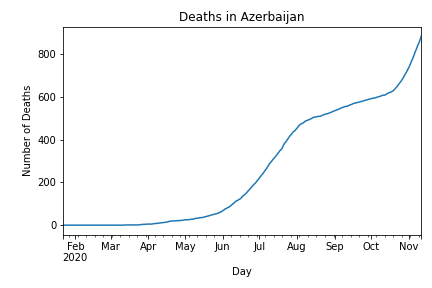 Deaths in Azerbaijan
Number of Deaths
800
600
400
200
0
Feb Mar Apr May Jun Jul Aug Sep Oct Nov
2020
Day